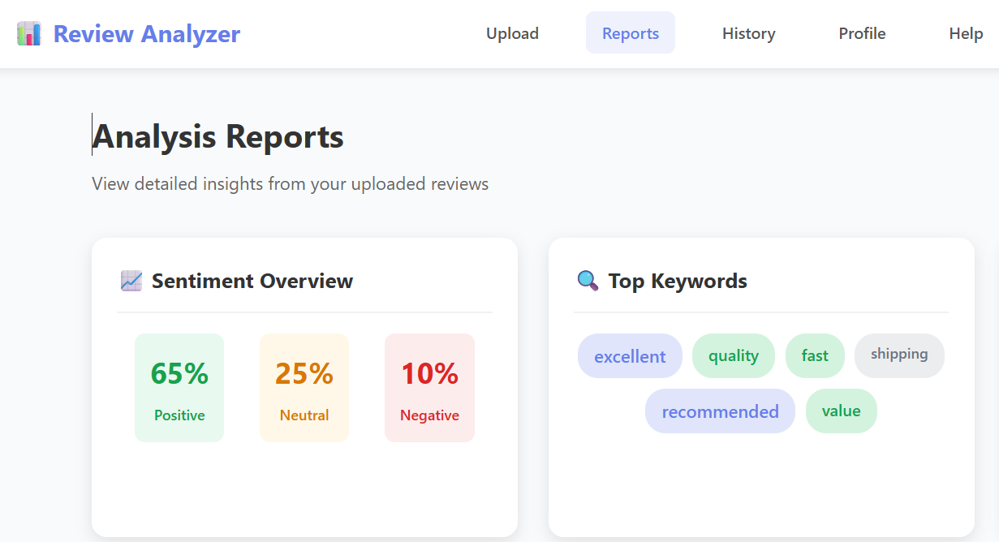 Review Analyzer
Upload
Reports
History
Profile
Help
Analysis Reports
View detailed insights from your uploaded reviews
Sentiment Overview
65%
Positive
25%
Neutral
10%
Negative
Top Keywords
excellent
quality
fast
shipping
recommended
value